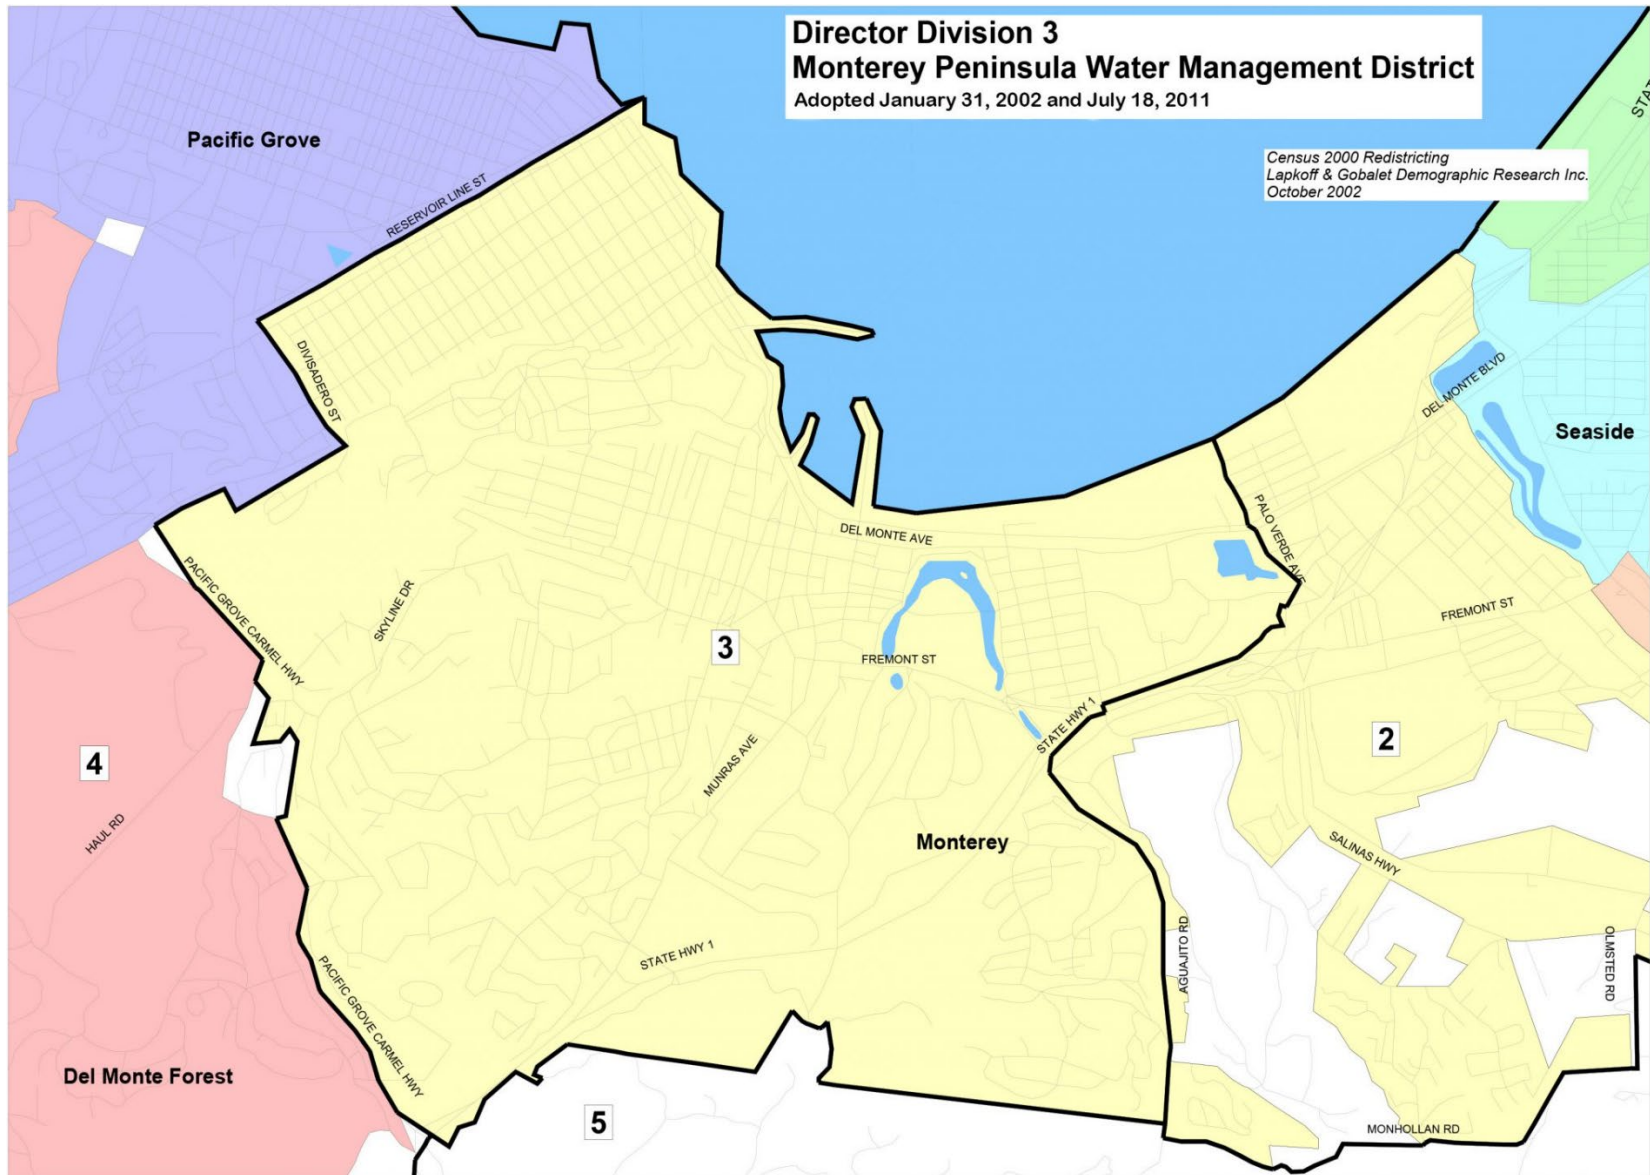 Director Division 3
Monterey Peninsula Water Management District
Adopted January 31, 2002 and July 18, 2011
Census 2000 Redistricting
Lapkoff & Gobalet Demographic Research Inc.
October 2002
Pacific Grove
RESERVOIR LINE ST
DIVISADERO ST
DEL MONTE BLVD
Seaside
PALO VERDE AVE
DEL MONTE AVE
PACIFIC GROVE CARMEL HWY
SKYLINE DR
FREMONT ST
3
FREMONT ST
STATE HWY 1
2
4
MUNRAS AVE
HAUL RD
Monterey
SALINAS HWY
STATE HWY 1
AGUAJITO RD
OLMSTED RD
PACIFIC GROVE CARMEL HWY
Del Monte Forest
5
MONHOLLAN RD